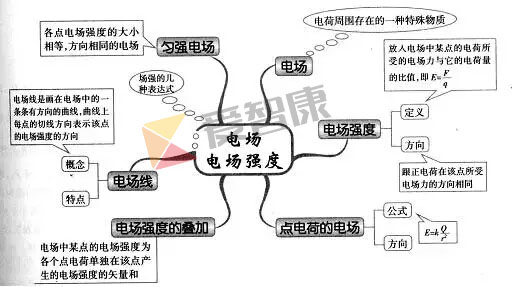 各点电场强度的大小
相等,方向相同的电场
匀强电场
电荷周围存在的一种特殊物质
电场
场强的几
种表达式
放入电场中某点的电荷所
受的电场力与它的电荷量
的比值,即E=F/q
定义
电场强度
方向
跟正电荷在该点所受
电场力的方向相同
电场线是画在电场中的一
条条有方向的曲线,曲线上
每点的切线方向表示该点
的电场强度的方向
概念
电场线
特点
电场
电场强度
爱智康
电场强度的叠加
电场中某点的电场强度为
各个点电荷单独在该点产
生的电场强度的矢量和
点电荷的电场
公式
E=kQ/r²
方向